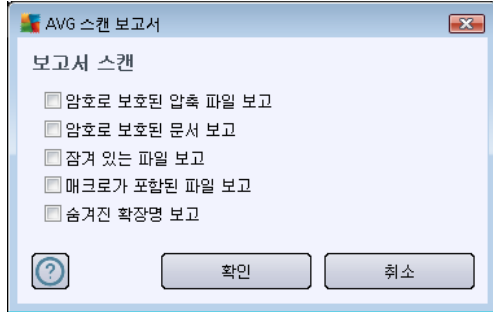 AVG 스캔 보고서
보고서 스캔
암호로 보호된 압축 파일 보고
암호로 보호된 문서 보고
잠겨 있는 파일 보고
매크로가 포함된 파일 보고
숨겨진 확장명 보고
?
확인
취소